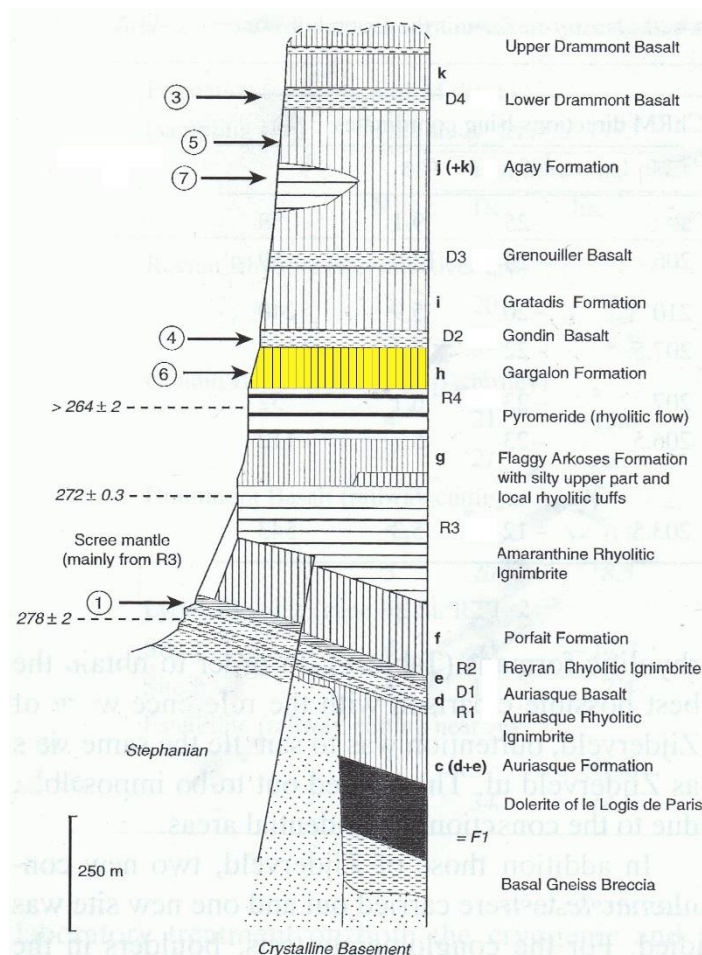 Upper Drammont Basalt
k
3
D4
Lower Drammont Basalt
5
7
j (+k)
Agay Formation
D3
Grenouiller Basalt
i
Gratadis Formation
4
D2
Gondin Basalt
6
h
Gargalon Formation
> 264 ± 2
R4
Pyromeride (rhyolitic flow)
g
Flaggy Arkoses Formation
with silty upper part and
local rhyolitic tuffs
272 ± 0.3
R3
Scree mantle
(mainly from R3)
Amaranthine Rhyolitic
Ignimbrite
1
278 ± 2
f
Porfait Formation
e
R2
Reyran Rhyolitic Ignimbrite
d
D1
Auriasque Basalt
R1
Auriasque Rhyolitic
Ignimbrite
Stephanian
c (d+e)
Auriasque Formation
Dolerite of le Logis de Paris
= F1
250 m
Basal Gneiss Breccia
Crystalline Basement